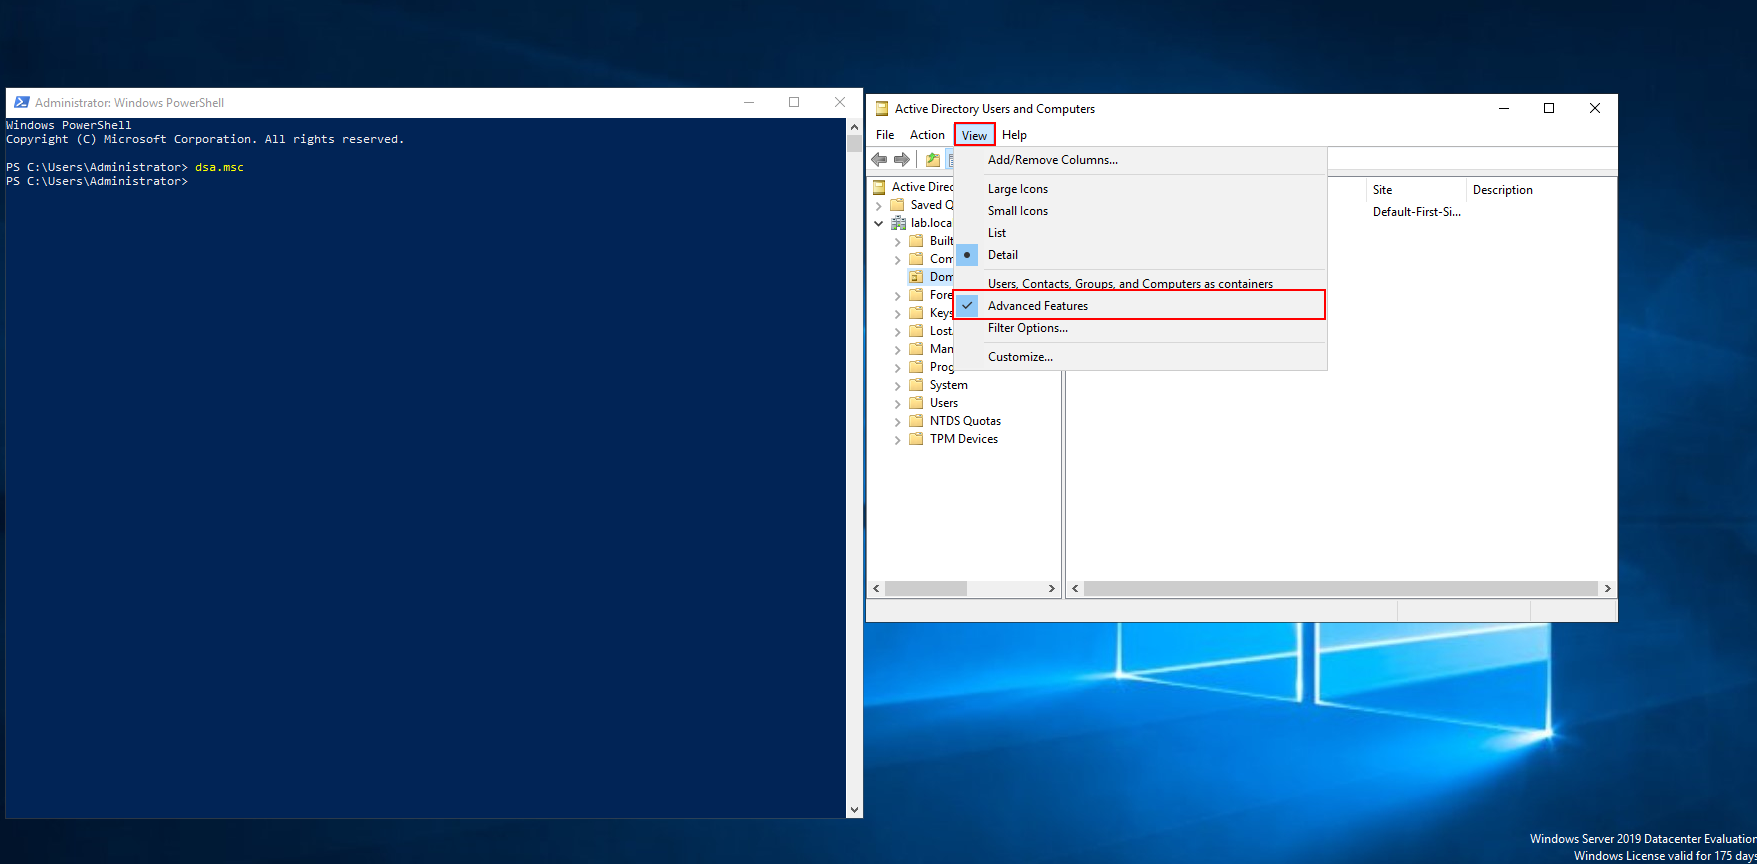 Administrator: Windows PowerShell
Windows PowerShell
Copyright (C) Microsoft Corporation. All rights reserved.
PS C:\Users\Administrator> dsa.msc
PS C:\Users\Administrator>
Active Directory Users and Computers
File Action View Help
Add/Remove Columns...
Large Icons
Small Icons
List
Detail
Users, Contacts, Groups, and Computers as containers
Advanced Features
Filter Options...
Customize...
Active Direc
Saved Q
lab.loca
Built
Com
Dom
Fore
Keys
Lost
Man
Prog
System
Users
NTDS Quotas
TPM Devices
Site Description
Default-First-Si...
Windows Server 2019 Datacenter Evaluation
Windows License valid for 175 days